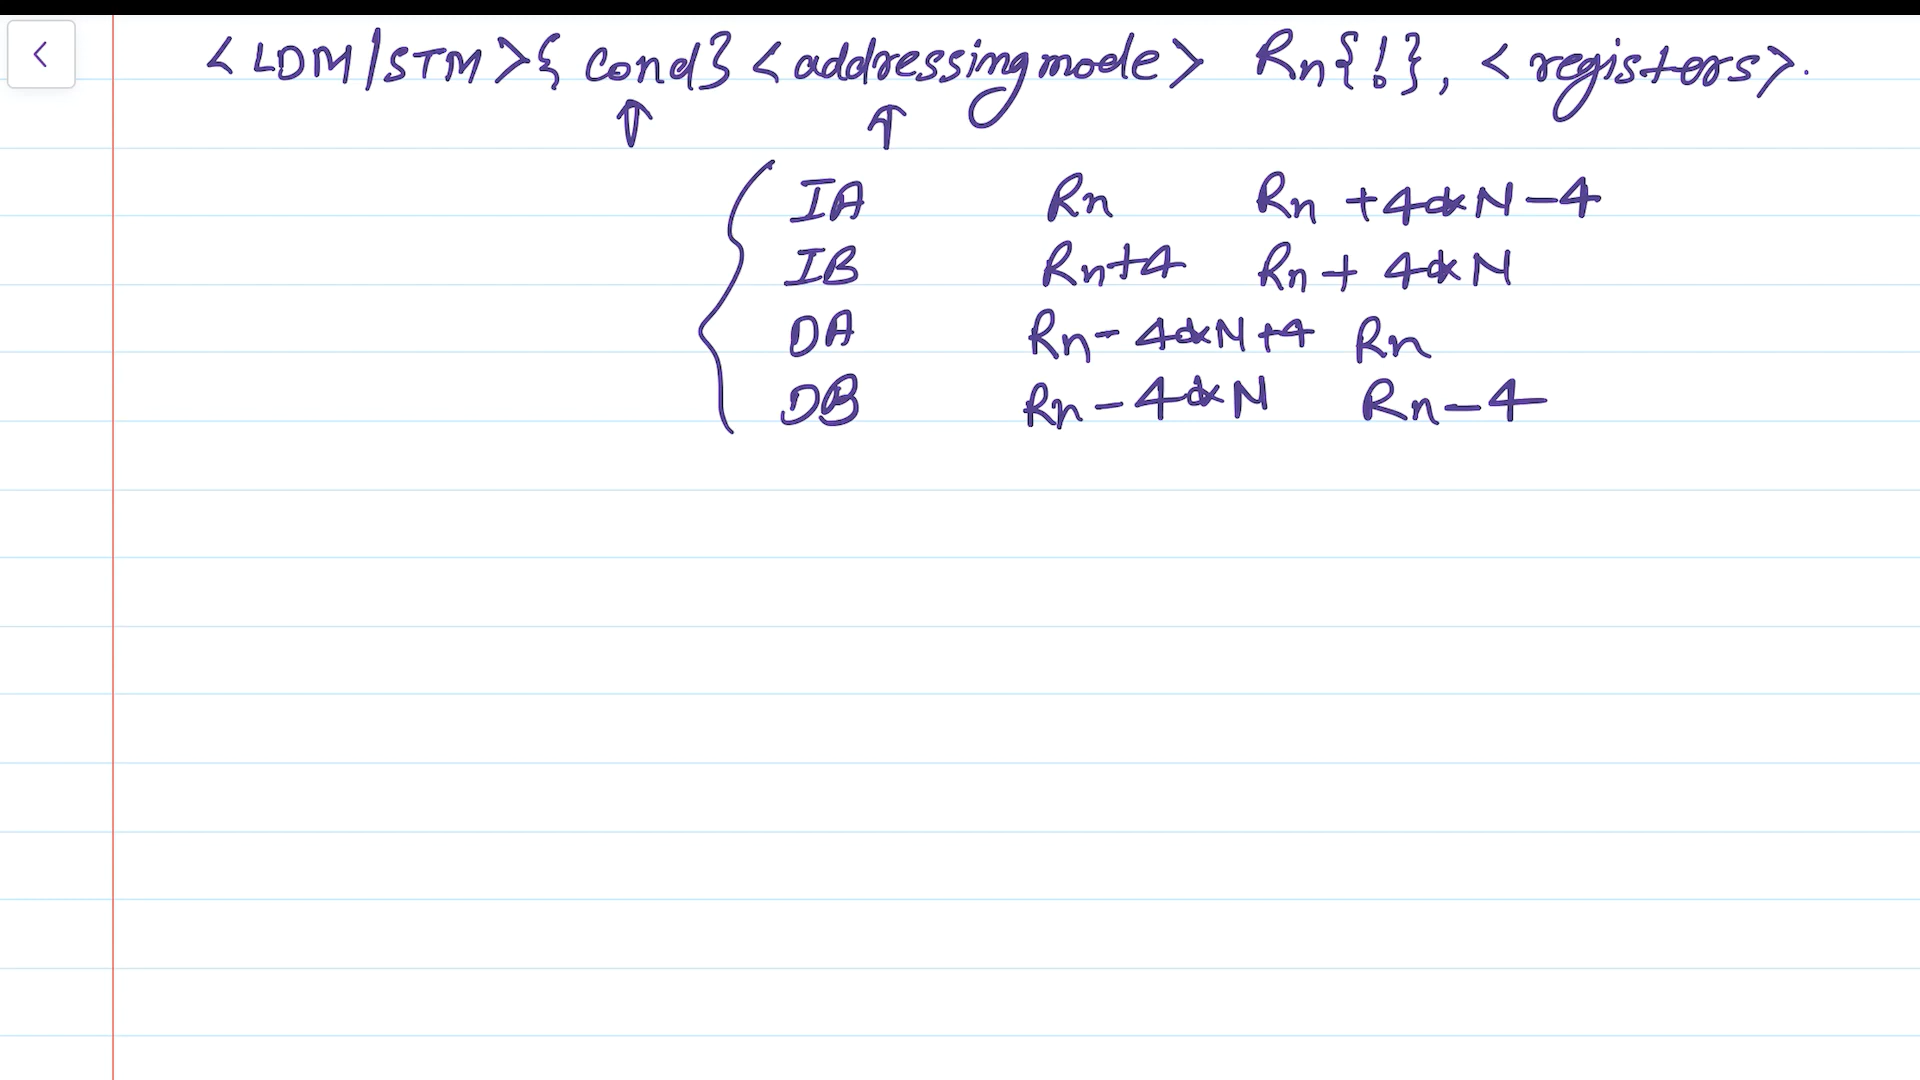 <LDM/STM>{cond}<addressing mode> Rn{!}, <registers>.
IA Rn Rn +4*N-4
IB Rn+4 Rn+ 4*N
DA Rn-4*N+4 Rn
DB Rn-4*N Rn-4